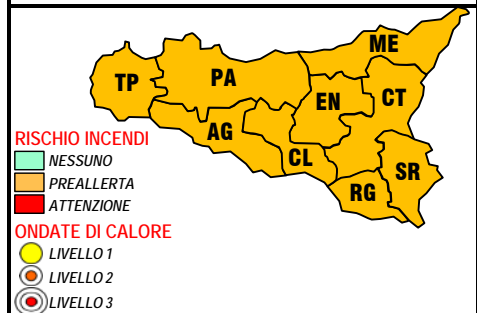 ME
TP
PA
EN
CT
AG
CL
SR
RG
RISCHIO INCENDI
NESSUNO
PREALLERTA
ATTENZIONE
ONDATE DI CALORE
LIVELLO 1
LIVELLO 2
LIVELLO 3